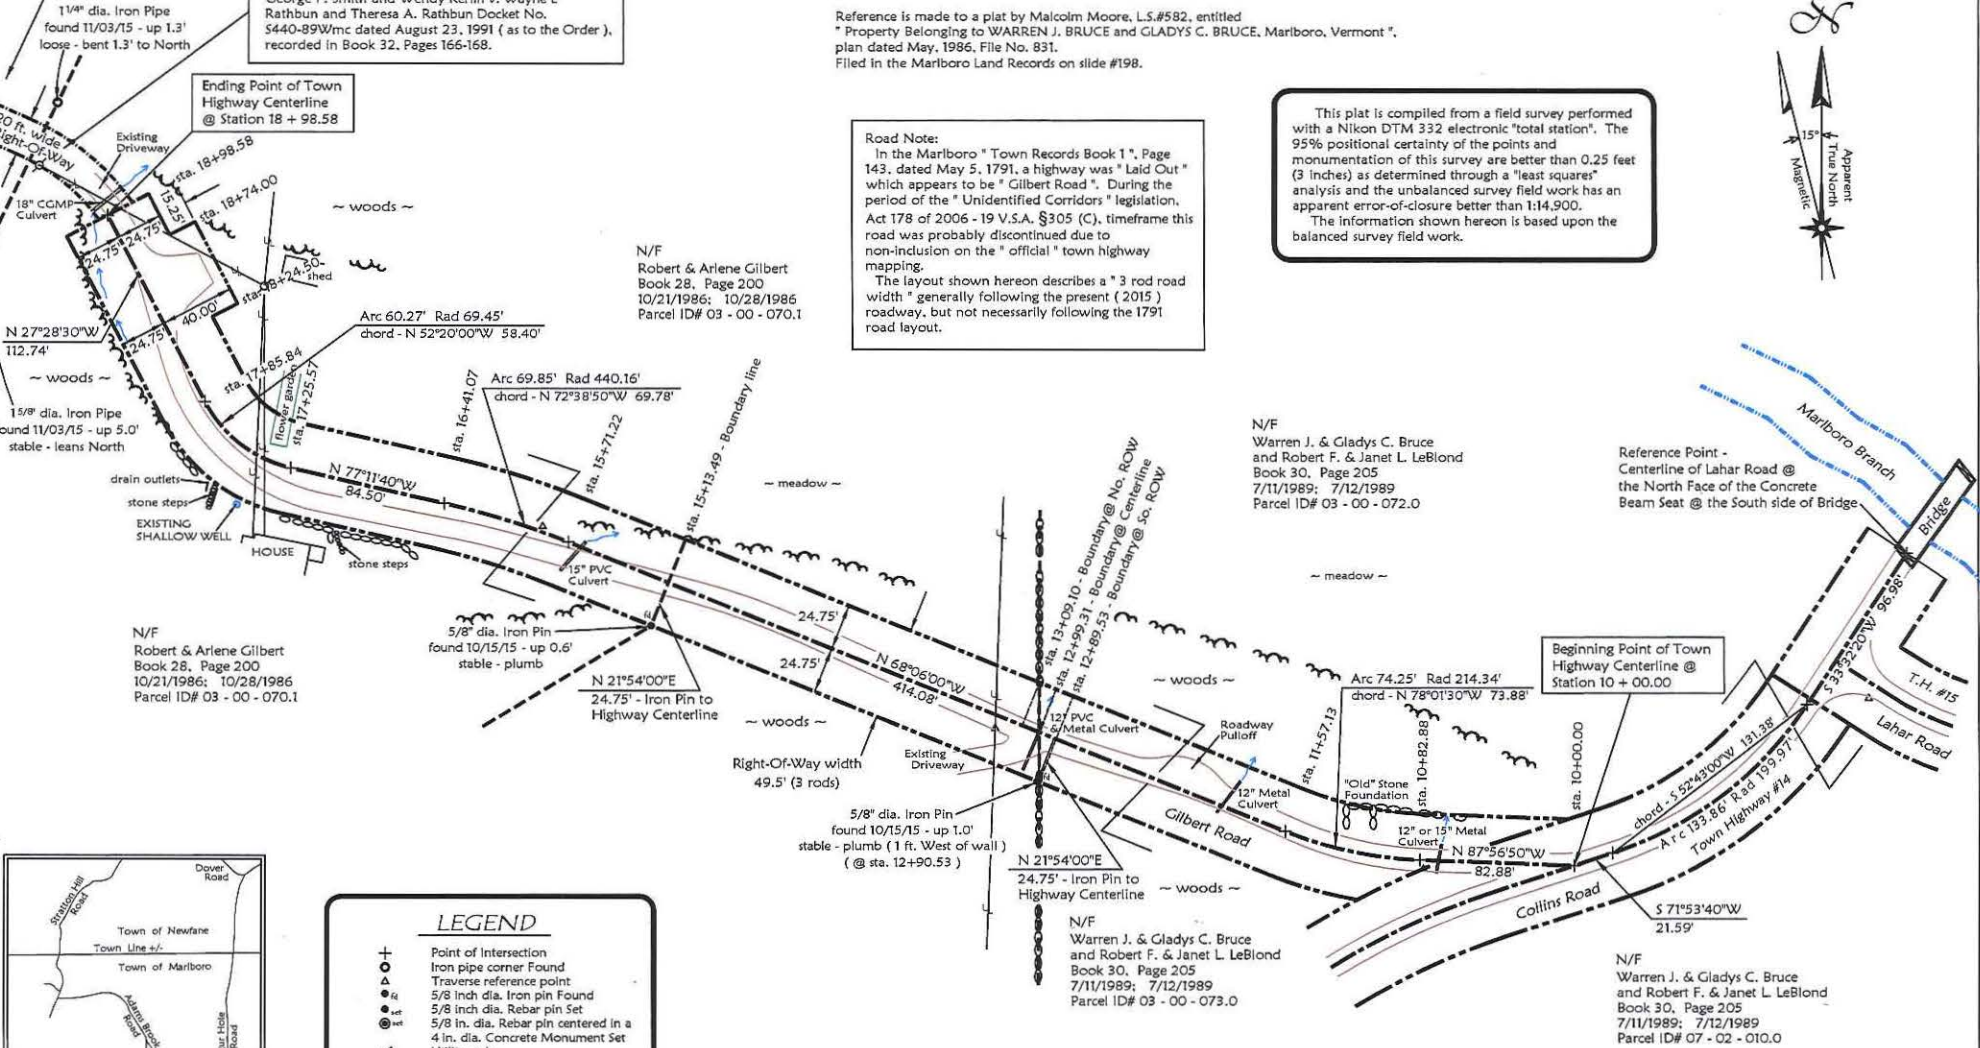 1¼" dia. Iron Pipe
found 11/03/15 - up 1.3'
loose - bent 1.3' to North
Rathbun and Theresa A. Rathbun Docket No.
S440-89Wmc dated August 23, 1991 ( as to the Order ),
recorded in Book 32, Pages 166-168.
Reference is made to a plat by Malcolm Moore, L.S.#582, entitled
" Property Belonging to WARREN J. BRUCE and GLADYS C. BRUCE, Marlboro, Vermont ",
plan dated May, 1986, File No. 831.
Filed in the Marlboro Land Records on slide #198.
Ending Point of Town
Highway Centerline
@ Station 18 + 98.58
20 ft. wide
Right-Of-Way
Existing
Driveway
sta. 18+98.58
sta. 18+74.00
15.25'
18" CGMP
Culvert
24.75'
24.75'
sta. 18+24.50
shed
40.00'
24.75'
~ woods ~
N 27°28'30"W
112.74'
~ woods ~
1 5/8" dia. Iron Pipe
found 11/03/15 - up 5.0'
stable - leans North
sta. 17+85.84
flower garden
sta. 17+25.57
Arc 60.27' Rad 69.45'
chord - N 52°20'00"W 58.40'
N/F
Robert & Arlene Gilbert
Book 28, Page 200
10/21/1986; 10/28/1986
Parcel ID# 03 - 00 - 070.1
Road Note:
In the Marlboro " Town Records Book 1 ", Page
143, dated May 5, 1791, a highway was " Laid Out "
which appears to be " Gilbert Road ". During the
period of the " Unidentified Corridors " legislation,
Act 178 of 2006 - 19 V.S.A. §305 (C), timeframe this
road was probably discontinued due to
non-inclusion on the " official " town highway
mapping.
The layout shown hereon describes a " 3 rod road
width " generally following the present ( 2015 )
roadway, but not necessarily following the 1791
road layout.
This plat is compiled from a field survey performed
with a Nikon DTM 332 electronic "total station". The
95% positional certainty of the points and
monumentation of this survey are better than 0.25 feet
(3 inches) as determined through a "least squares"
analysis and the unbalanced survey field work has an
apparent error-of-closure better than 1:14,900.
The information shown hereon is based upon the
balanced survey field work.
15°
Magnetic
True North
Apparent
drain outlets
stone steps
EXISTING
SHALLOW WELL
HOUSE
stone steps
N 77°11'40"W
84.50'
sta. 16+41.07
Arc 69.85' Rad 440.16'
chord - N 72°38'50"W 69.78'
sta. 15+71.22
sta. 15+13.49 - Boundary line
~ meadow ~
15" PVC
Culvert
5/8" dia. Iron Pin
found 10/15/15 - up 0.6'
stable - plumb
N/F
Robert & Arlene Gilbert
Book 28, Page 200
10/21/1986; 10/28/1986
Parcel ID# 03 - 00 - 070.1
N 21°54'00"E
24.75' - Iron Pin to
Highway Centerline
24.75'
24.75'
N 68°06'00"W
414.08'
~ woods ~
Right-Of-Way width
49.5' (3 rods)
Existing
Driveway
5/8" dia. Iron Pin
found 10/15/15 - up 1.0'
stable - plumb ( 1 ft. West of wall )
( @ sta. 12+90.53 )
sta. 13+09.10 - Boundary@ No. ROW
sta. 12+99.31 - Boundary@ Centerline
sta. 12+89.53 - Boundary@ So. ROW
12" PVC
& Metal Culvert
N 21°54'00"E
24.75' - Iron Pin to
Highway Centerline
~ woods ~
~ woods ~
N/F
Warren J. & Gladys C. Bruce
and Robert F. & Janet L. LeBlond
Book 30, Page 205
7/11/1989; 7/12/1989
Parcel ID# 03 - 00 - 072.0
~ meadow ~
Roadway
Pulloff
12" Metal
Culvert
Gilbert Road
sta. 11+57.13
Arc 74.25' Rad 214.34'
chord - N 78°01'30"W 73.88'
"Old" Stone
Foundation
sta. 10+82.88
12" or 15" Metal
Culvert
N 87°56'50"W
82.88'
sta. 10+00.00
Beginning Point of Town
Highway Centerline @
Station 10 + 00.00
Reference Point -
Centerline of Lahar Road @
the North Face of the Concrete
Beam Seat @ the South side of Bridge
Marlboro Branch
Bridge
S 33°32'20"W 96.98'
T.H. #15
Lahar Road
chord - S 52°43'00"W 131.38'
Arc 133.86' Rad 199.97'
Town Highway #14
Collins Road
S 71°53'40"W
21.59'
N/F
Warren J. & Gladys C. Bruce
and Robert F. & Janet L. LeBlond
Book 30, Page 205
7/11/1989; 7/12/1989
Parcel ID# 03 - 00 - 073.0
N/F
Warren J. & Gladys C. Bruce
and Robert F. & Janet L. LeBlond
Book 30, Page 205
7/11/1989; 7/12/1989
Parcel ID# 07 - 02 - 010.0
Dover
Road
Stratton Hill
Road
Town of Newfane
Town Line +/-
Town of Marlboro
Adams Brook
Road
Hole
Road
LEGEND
Point of Intersection
Iron pipe corner Found
Traverse reference point
fd 5/8 inch dia. Iron pin Found
set 5/8 inch dia. Rebar pin Set
set 5/8 in. dia. Rebar pin centered in a
4 in. dia. Concrete Monument Set